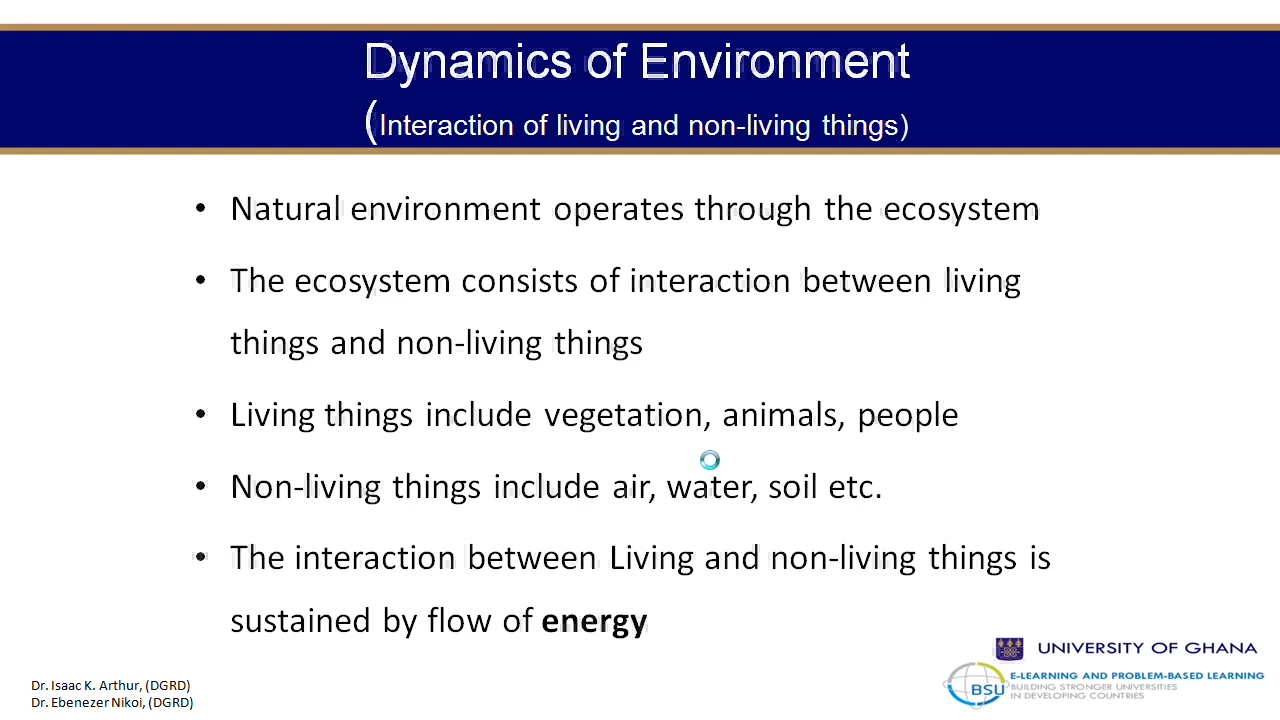 Dynamics of Environment
(Interaction of living and non-living things)
• Natural environment operates through the ecosystem
• The ecosystem consists of interaction between living
things and non-living things
• Living things include vegetation, animals, people
• Non-living things include air, water, soil etc.
• The interaction between Living and non-living things is
sustained by flow of energy
Dr. Isaac K. Arthur, (DGRD)
Dr. Ebenezer Nikoi, (DGRD)
UNIVERSITY OF GHANA
BSU
E-LEARNING AND PROBLEM-BASED LEARNING
BUILDING STRONGER UNIVERSITIES
IN DEVELOPING COUNTRIES